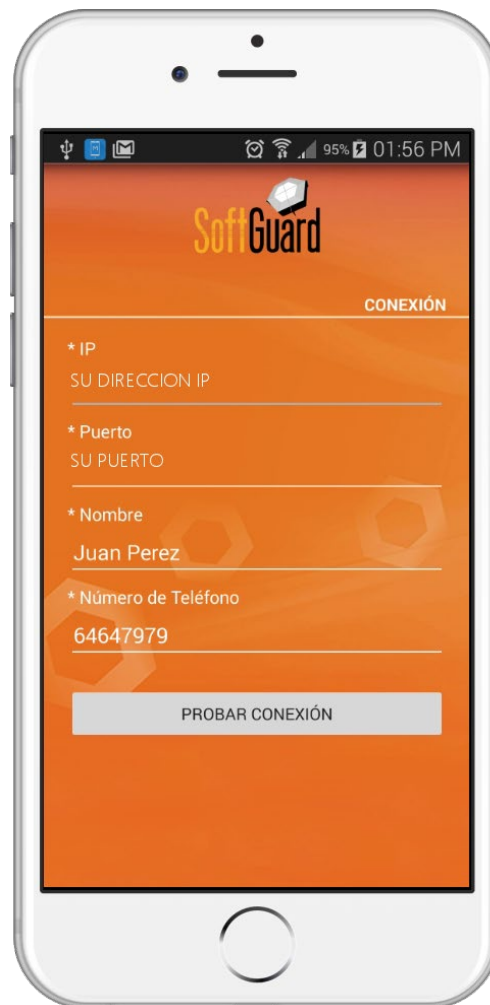 95% 01:56 PM
SoftGuard
CONEXIÓN
* IP
SU DIRECCION IP
* Puerto
SU PUERTO
* Nombre
Juan Perez
* Número de Teléfono
64647979
PROBAR CONEXIÓN